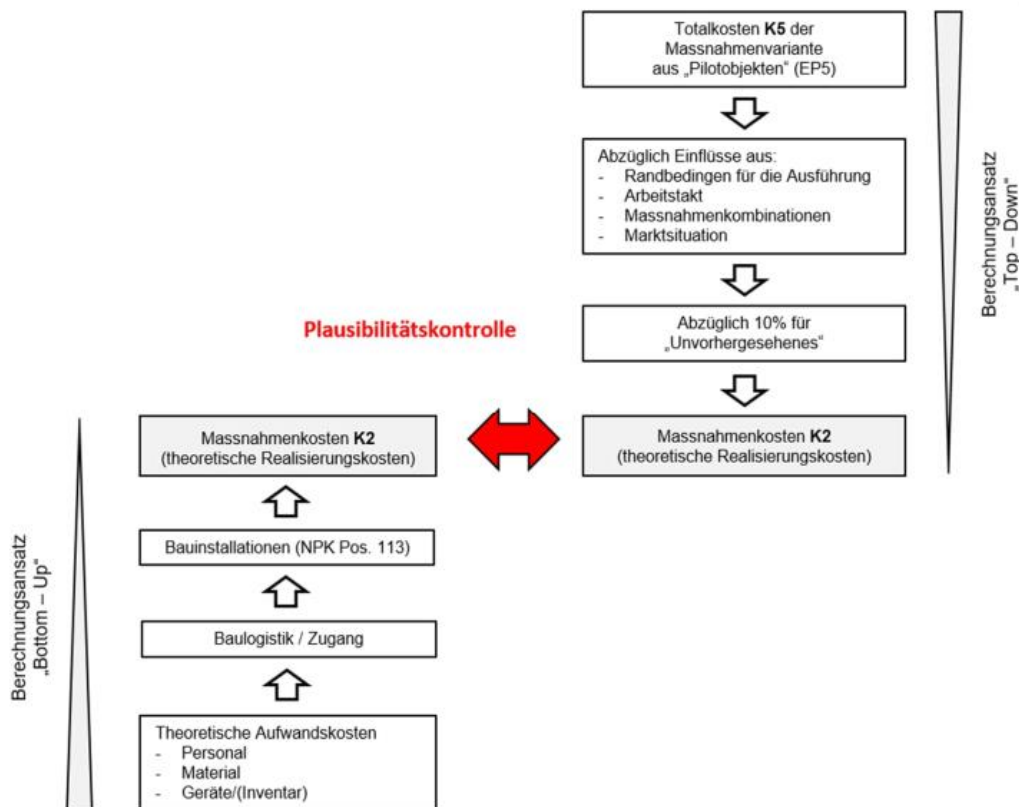 Totalkosten K5 der
Massnahmenvariante
aus „Pilotobjekten“ (EP5)
Abzüglich Einflüsse aus:
- Randbedingen für die Ausführung
- Arbeitstakt
- Massnahmenkombinationen
- Marktsituation
Abzüglich 10% für
„Unvorhergesehenes“
Massnahmenkosten K2
(theoretische Realisierungskosten)
Berechnungsansatz
„Top – Down“
Plausibilitätskontrolle
Massnahmenkosten K2
(theoretische Realisierungskosten)
Bauinstallationen (NPK Pos. 113)
Baulogistik / Zugang
Theoretische Aufwandskosten
- Personal
- Material
- Geräte/(Inventar)
Berechnungsansatz
„Bottom – Up“